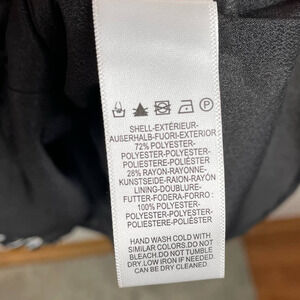 SHELL-EXTÉRIEUR-
AUßERHALB-FUORI-EXTERIOR:
72% POLYESTER-
POLYESTER-POLYESTER-
POLIESTERE-POLIÉSTER
28% RAYON-RAYONNE-
KUNSTSEIDE-RAION-RAYÓN
LINING-DOUBLURE-
FUTTER-FODERA-FORRO:
100% POLYESTER-
POLYESTER-POLYESTER-
POLIESTERE-POLIÉSTER
HAND WASH COLD WITH
SIMILAR COLORS.DO NOT
BLEACH.DO NOT TUMBLE
DRY.LOW IRON IF NEEDED.
CAN BE DRY CLEANED.